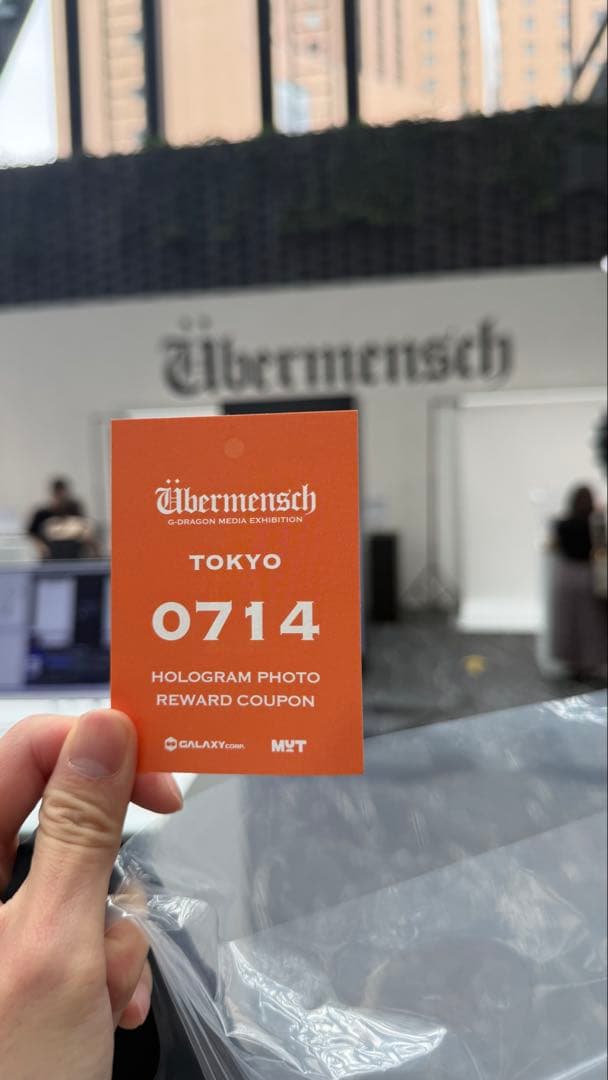 Übermensch
Übermensch
G-DRAGON MEDIA EXHIBITION
TOKYO
0714
HOLOGRAM PHOTO
REWARD COUPON
GALAXY CORP. MYT